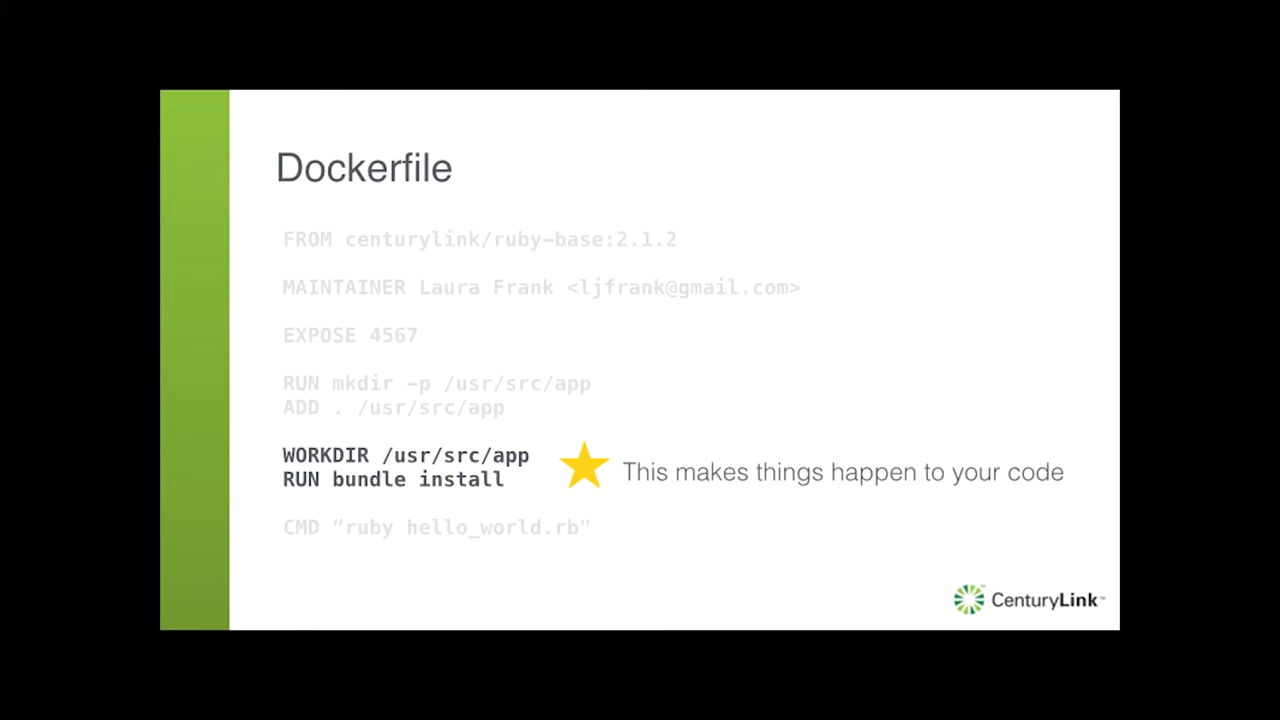 Dockerfile
FROM centurylink/ruby-base:2.1.2
MAINTAINER Laura Frank <ljfrank@gmail.com>
EXPOSE 4567
RUN mkdir -p /usr/src/app
ADD . /usr/src/app
WORKDIR /usr/src/app
RUN bundle install
This makes things happen to your code
CMD “ruby hello_world.rb"
CenturyLink™